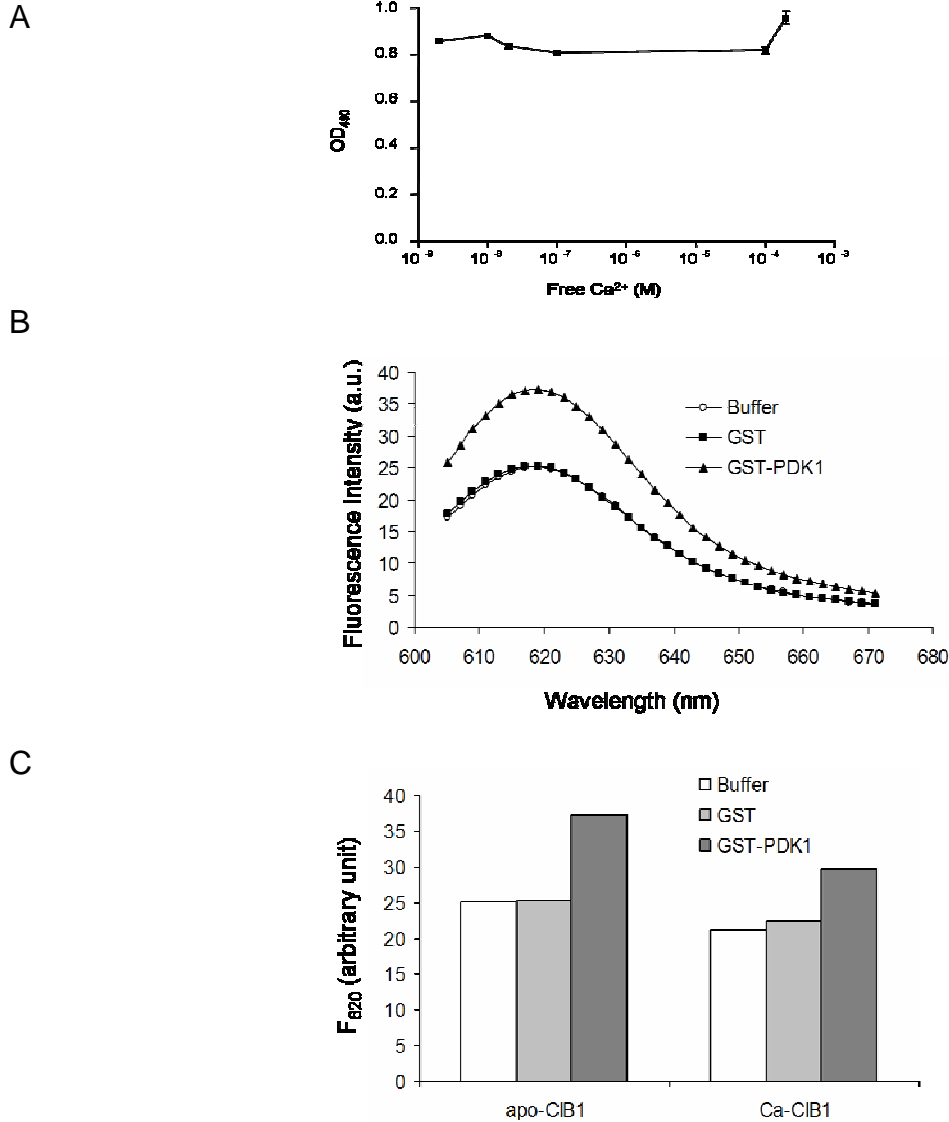 A
1.0
0.8
0.6
0.4
0.2
0.0
OD490
10-9 10-8 10-7 10-6 10-5 10-4 10-3
Free Ca2+ (M)
B
40
35
30
25
20
15
10
5
0
Fluorescence Intensity (a.u.)
Buffer
GST
GST-PDK1
600 610 620 630 640 650 660 670 680
Wavelength (nm)
C
40
35
30
25
20
15
10
5
0
F620 (arbitrary unit)
Buffer
GST
GST-PDK1
apo-CIB1 Ca-CIB1